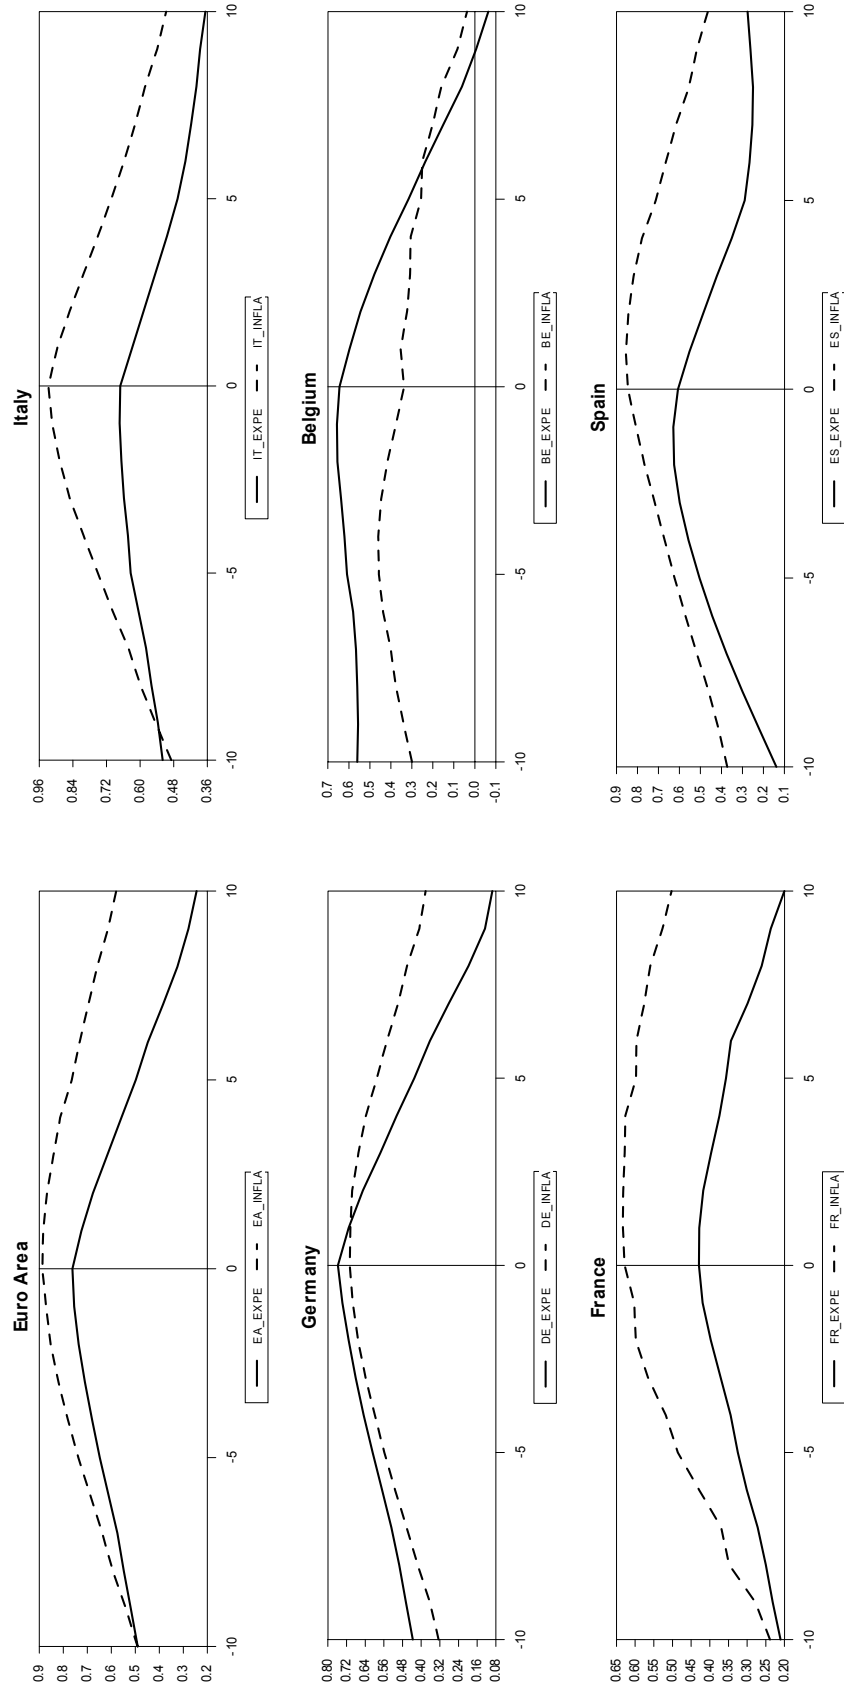 Euro Area
0.9
0.8
0.7
0.6
0.5
0.4
0.3
0.2
-10 -5 0 5 10
EA_EXPE EA_INFLA
Italy
0.96
0.84
0.72
0.60
0.48
0.36
-10 -5 0 5 10
IT_EXPE IT_INFLA
Germany
0.80
0.72
0.64
0.56
0.48
0.40
0.32
0.24
0.16
0.08
-10 -5 0 5 10
DE_EXPE DE_INFLA
Belgium
0.7
0.6
0.5
0.4
0.3
0.2
0.1
0.0
-0.1
-10 -5 0 5 10
BE_EXPE BE_INFLA
France
0.65
0.60
0.55
0.50
0.45
0.40
0.35
0.30
0.25
0.20
-10 -5 0 5 10
FR_EXPE FR_INFLA
Spain
0.9
0.8
0.7
0.6
0.5
0.4
0.3
0.2
0.1
-10 -5 0 5 10
ES_EXPE ES_INFLA